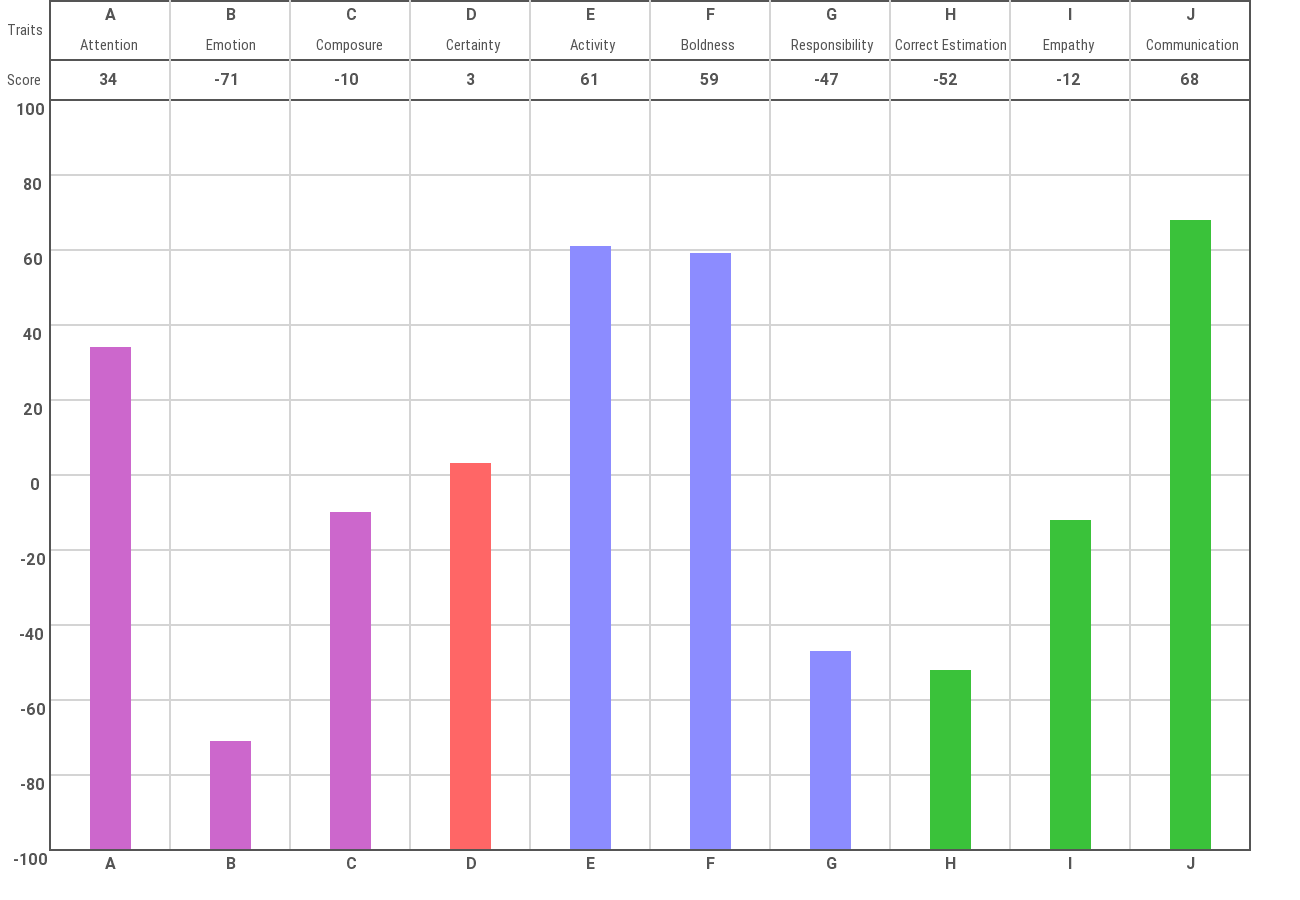 Traits A B C D E F G H I J
Attention Emotion Composure Certainty Activity Boldness Responsibility Correct Estimation Empathy Communication
Score 34 -71 -10 3 61 59 -47 -52 -12 68
100
80
60
40
20
0
-20
-40
-60
-80
-100
A B C D E F G H I J